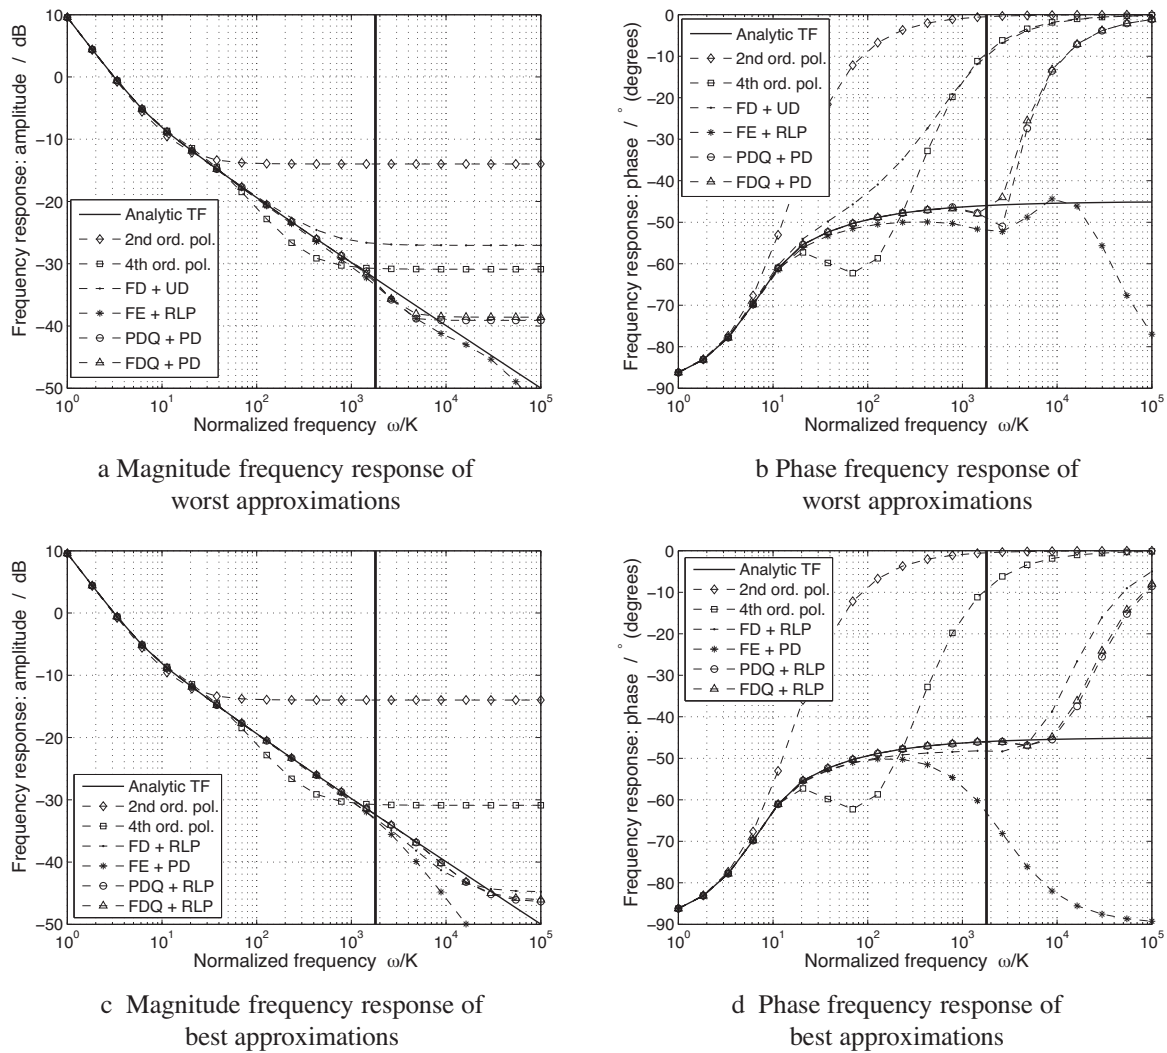 Frequency response: amplitude / dB
10
0
−10
−20
−30
−40
−50
Analytic TF
2nd ord. pol.
4th ord. pol.
FD + UD
FE + RLP
PDQ + PD
FDQ + PD
10^0 10^1 10^2 10^3 10^4 10^5
Normalized frequency ω/K
a Magnitude frequency response of
worst approximations
Frequency response: phase / ° (degrees)
0
−10
−20
−30
−40
−50
−60
−70
−80
−90
Analytic TF
2nd ord. pol.
4th ord. pol.
FD + UD
FE + RLP
PDQ + PD
FDQ + PD
10^0 10^1 10^2 10^3 10^4 10^5
Normalized frequency ω/K
b Phase frequency response of
worst approximations
Frequency response: amplitude / dB
10
0
−10
−20
−30
−40
−50
Analytic TF
2nd ord. pol.
4th ord. pol.
FD + RLP
FE + PD
PDQ + RLP
FDQ + RLP
10^0 10^1 10^2 10^3 10^4 10^5
Normalized frequency ω/K
c Magnitude frequency response of
best approximations
Frequency response: phase / ° (degrees)
0
−10
−20
−30
−40
−50
−60
−70
−80
−90
Analytic TF
2nd ord. pol.
4th ord. pol.
FD + RLP
FE + PD
PDQ + RLP
FDQ + RLP
10^0 10^1 10^2 10^3 10^4 10^5
Normalized frequency ω/K
d Phase frequency response of
best approximations